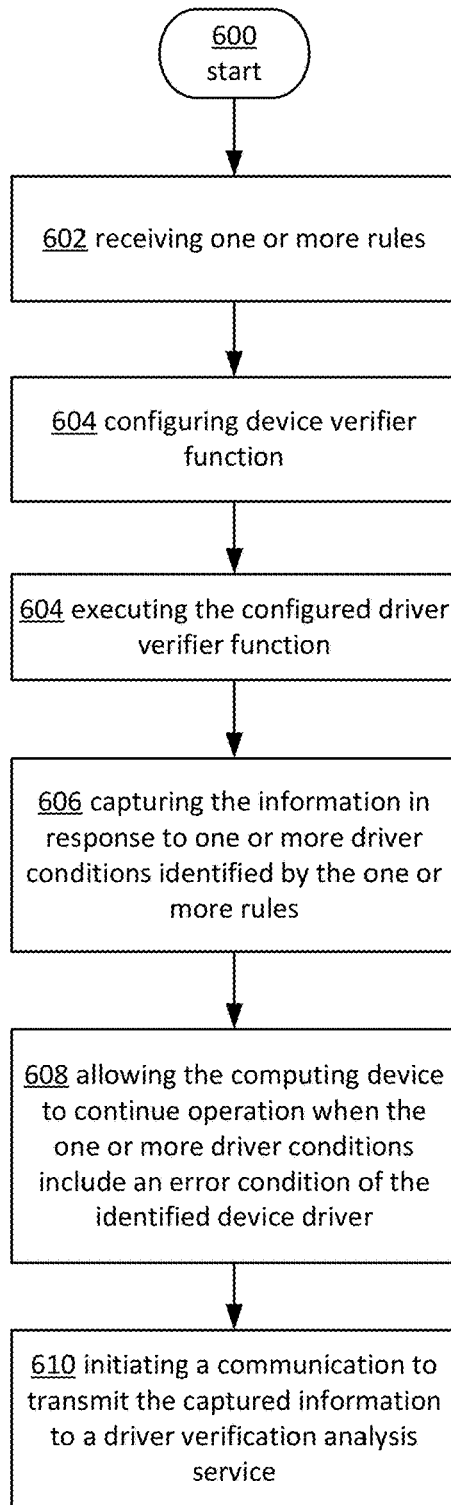 600
start
602 receiving one or more rules
604 configuring device verifier
function
604 executing the configured driver
verifier function
606 capturing the information in
response to one or more driver
conditions identified by the one or
more rules
608 allowing the computing device
to continue operation when the
one or more driver conditions
include an error condition of the
identified device driver
610 initiating a communication to
transmit the captured information
to a driver verification analysis
service